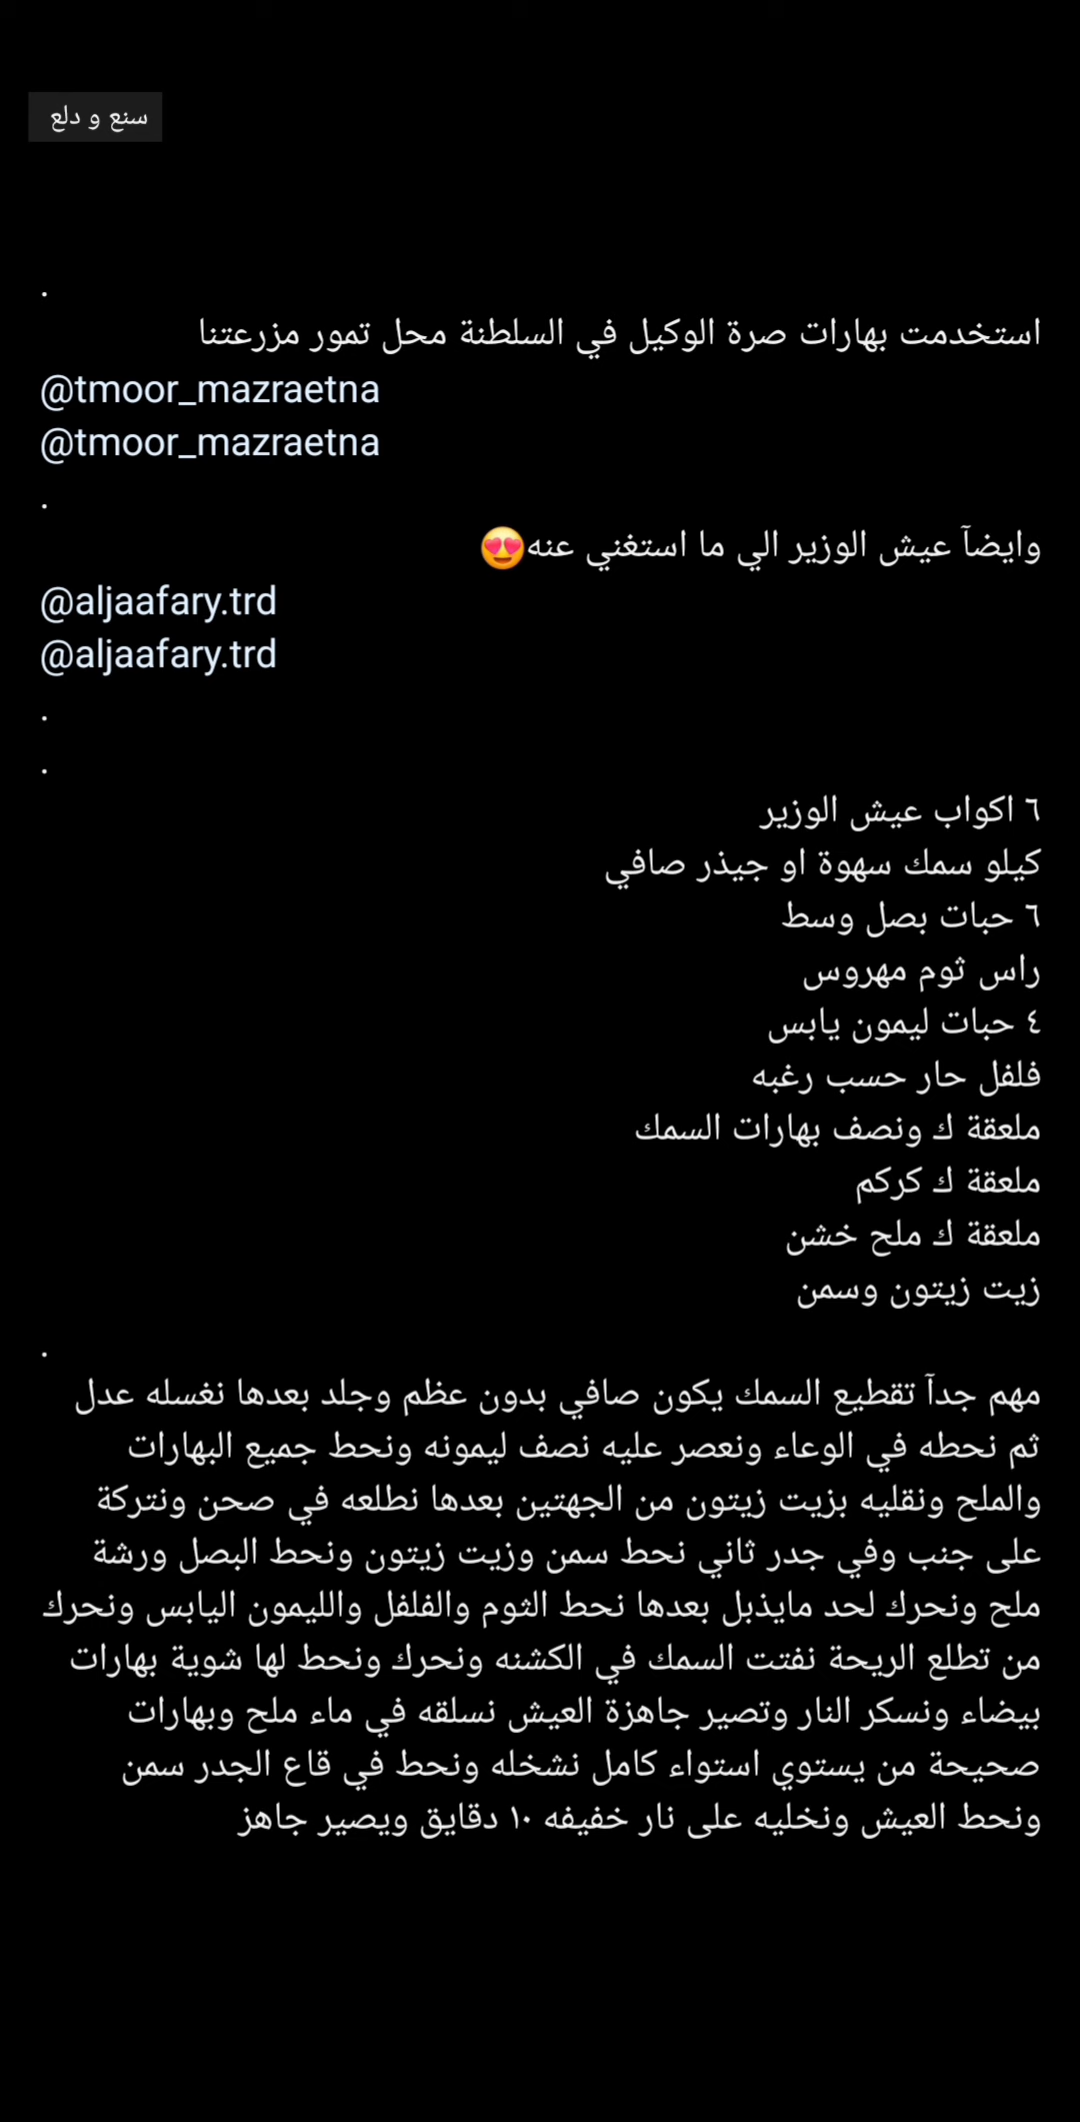 سنع و دلع
.
استخدمت بهارات صرة الوكيل في السلطنة محل تمور مزرعتنا
@tmoor_mazraetna
@tmoor_mazraetna
.
وايضآ عيش الوزير الي ما استغني عنه😍
@aljaafary.trd
@aljaafary.trd
.
.
٦ اكواب عيش الوزير
كيلو سمك سهوة او جيذر صافي
٦ حبات بصل وسط
راس ثوم مهروس
٤ حبات ليمون يابس
فلفل حار حسب رغبه
ملعقة ك ونصف بهارات السمك
ملعقة ك كركم
ملعقة ك ملح خشن
زيت زيتون وسمن
.
مهم جدآ تقطيع السمك يكون صافي بدون عظم وجلد بعدها نغسله عدل
ثم نحطه في الوعاء ونعصر عليه نصف ليمونه ونحط جميع البهارات
والملح ونقليه بزيت زيتون من الجهتين بعدها نطلعه في صحن ونتركة
على جنب وفي جدر ثاني نحط سمن وزيت زيتون ونحط البصل ورشة
ملح ونحرك لحد مايذبل بعدها نحط الثوم والفلفل والليمون اليابس ونحرك
من تطلع الريحة نفتت السمك في الكشنه ونحرك ونحط لها شوية بهارات
بيضاء ونسكر النار وتصير جاهزة العيش نسلقه في ماء ملح وبهارات
صحيحة من يستوي استواء كامل نشخله ونحط في قاع الجدر سمن
ونحط العيش ونخليه على نار خفيفه ١٠ دقايق ويصير جاهز